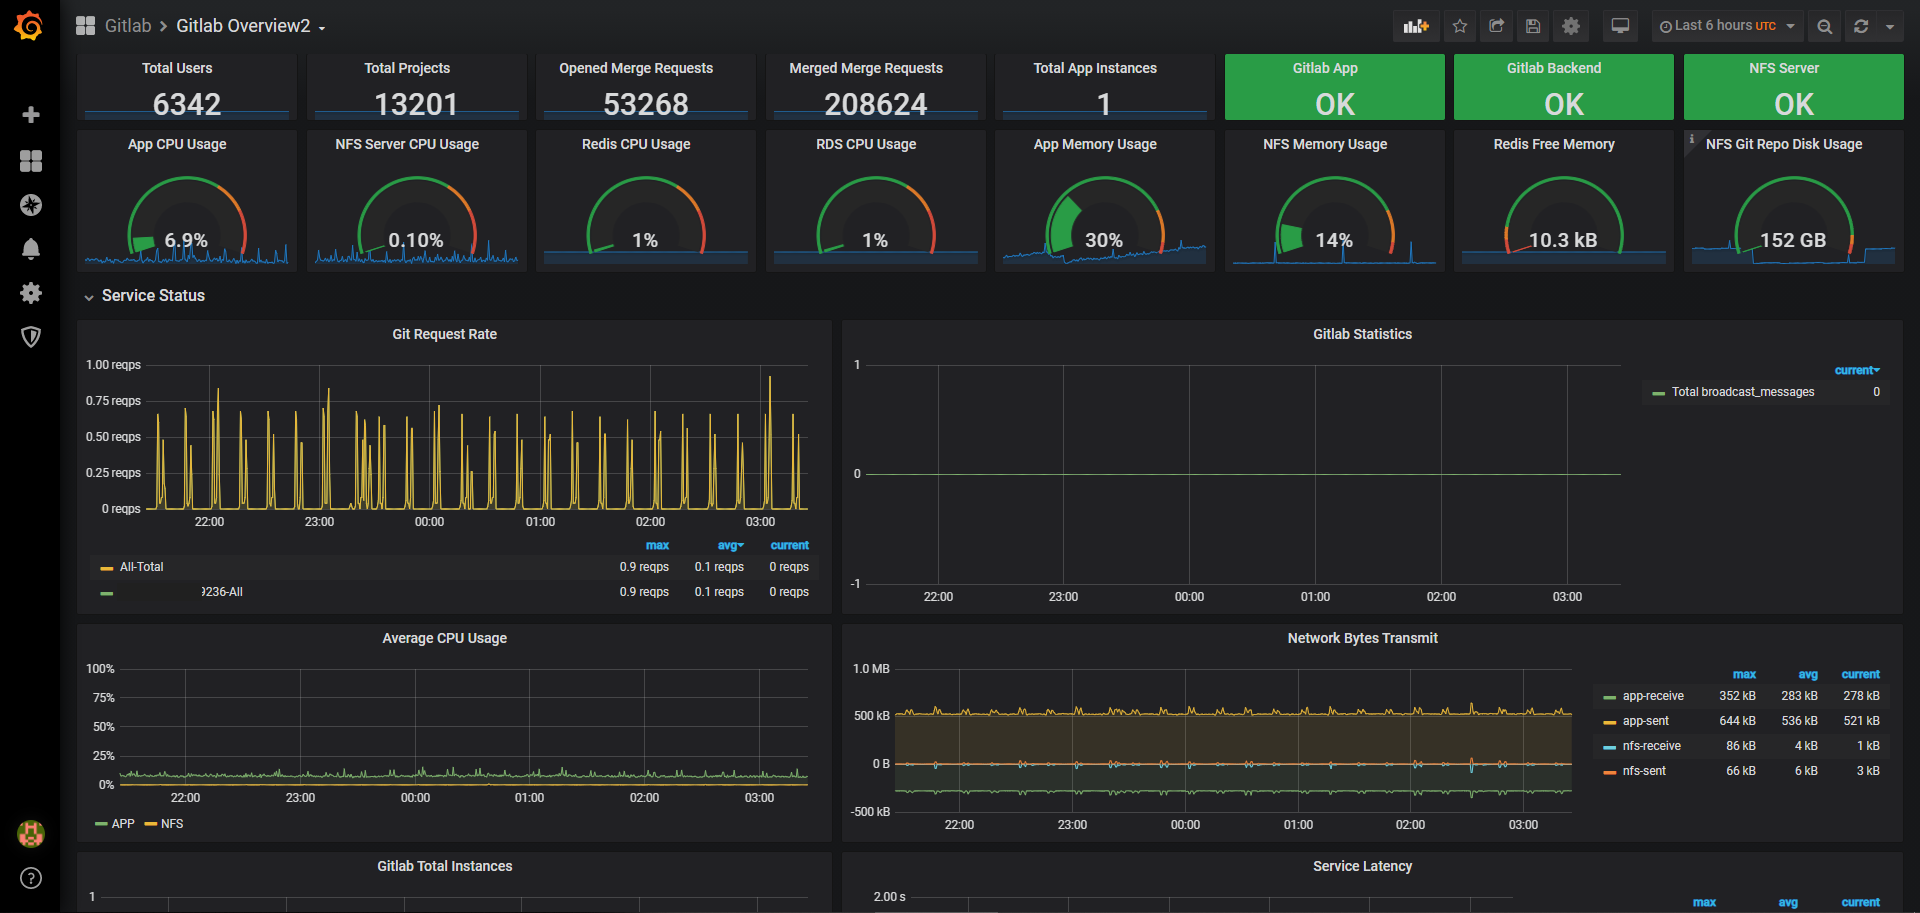 Gitlab > Gitlab Overview2
Last 6 hours UTC
Total Users
6342
Total Projects
13201
Opened Merge Requests
53268
Merged Merge Requests
208624
Total App Instances
1
Gitlab App
OK
Gitlab Backend
OK
NFS Server
OK
App CPU Usage
6.9%
NFS Server CPU Usage
0.10%
Redis CPU Usage
1%
RDS CPU Usage
1%
App Memory Usage
30%
NFS Memory Usage
14%
Redis Free Memory
10.3 kB
i
NFS Git Repo Disk Usage
152 GB
Service Status
Git Request Rate
1.00 reqps
0.75 reqps
0.50 reqps
0.25 reqps
0 reqps
22:00 23:00 00:00 01:00 02:00 03:00
max avg current
All-Total 0.9 reqps 0.1 reqps 0 reqps
9236-All 0.9 reqps 0.1 reqps 0 reqps
Gitlab Statistics
1
0
-1
22:00 23:00 00:00 01:00 02:00 03:00
current
Total broadcast_messages 0
Average CPU Usage
100%
75%
50%
25%
0%
22:00 23:00 00:00 01:00 02:00 03:00
APP NFS
Network Bytes Transmit
1.0 MB
500 kB
0 B
-500 kB
22:00 23:00 00:00 01:00 02:00 03:00
max avg current
app-receive 352 kB 283 kB 278 kB
app-sent 644 kB 536 kB 521 kB
nfs-receive 86 kB 4 kB 1 kB
nfs-sent 66 kB 6 kB 3 kB
Gitlab Total Instances
1
Service Latency
2.00 s
max avg current